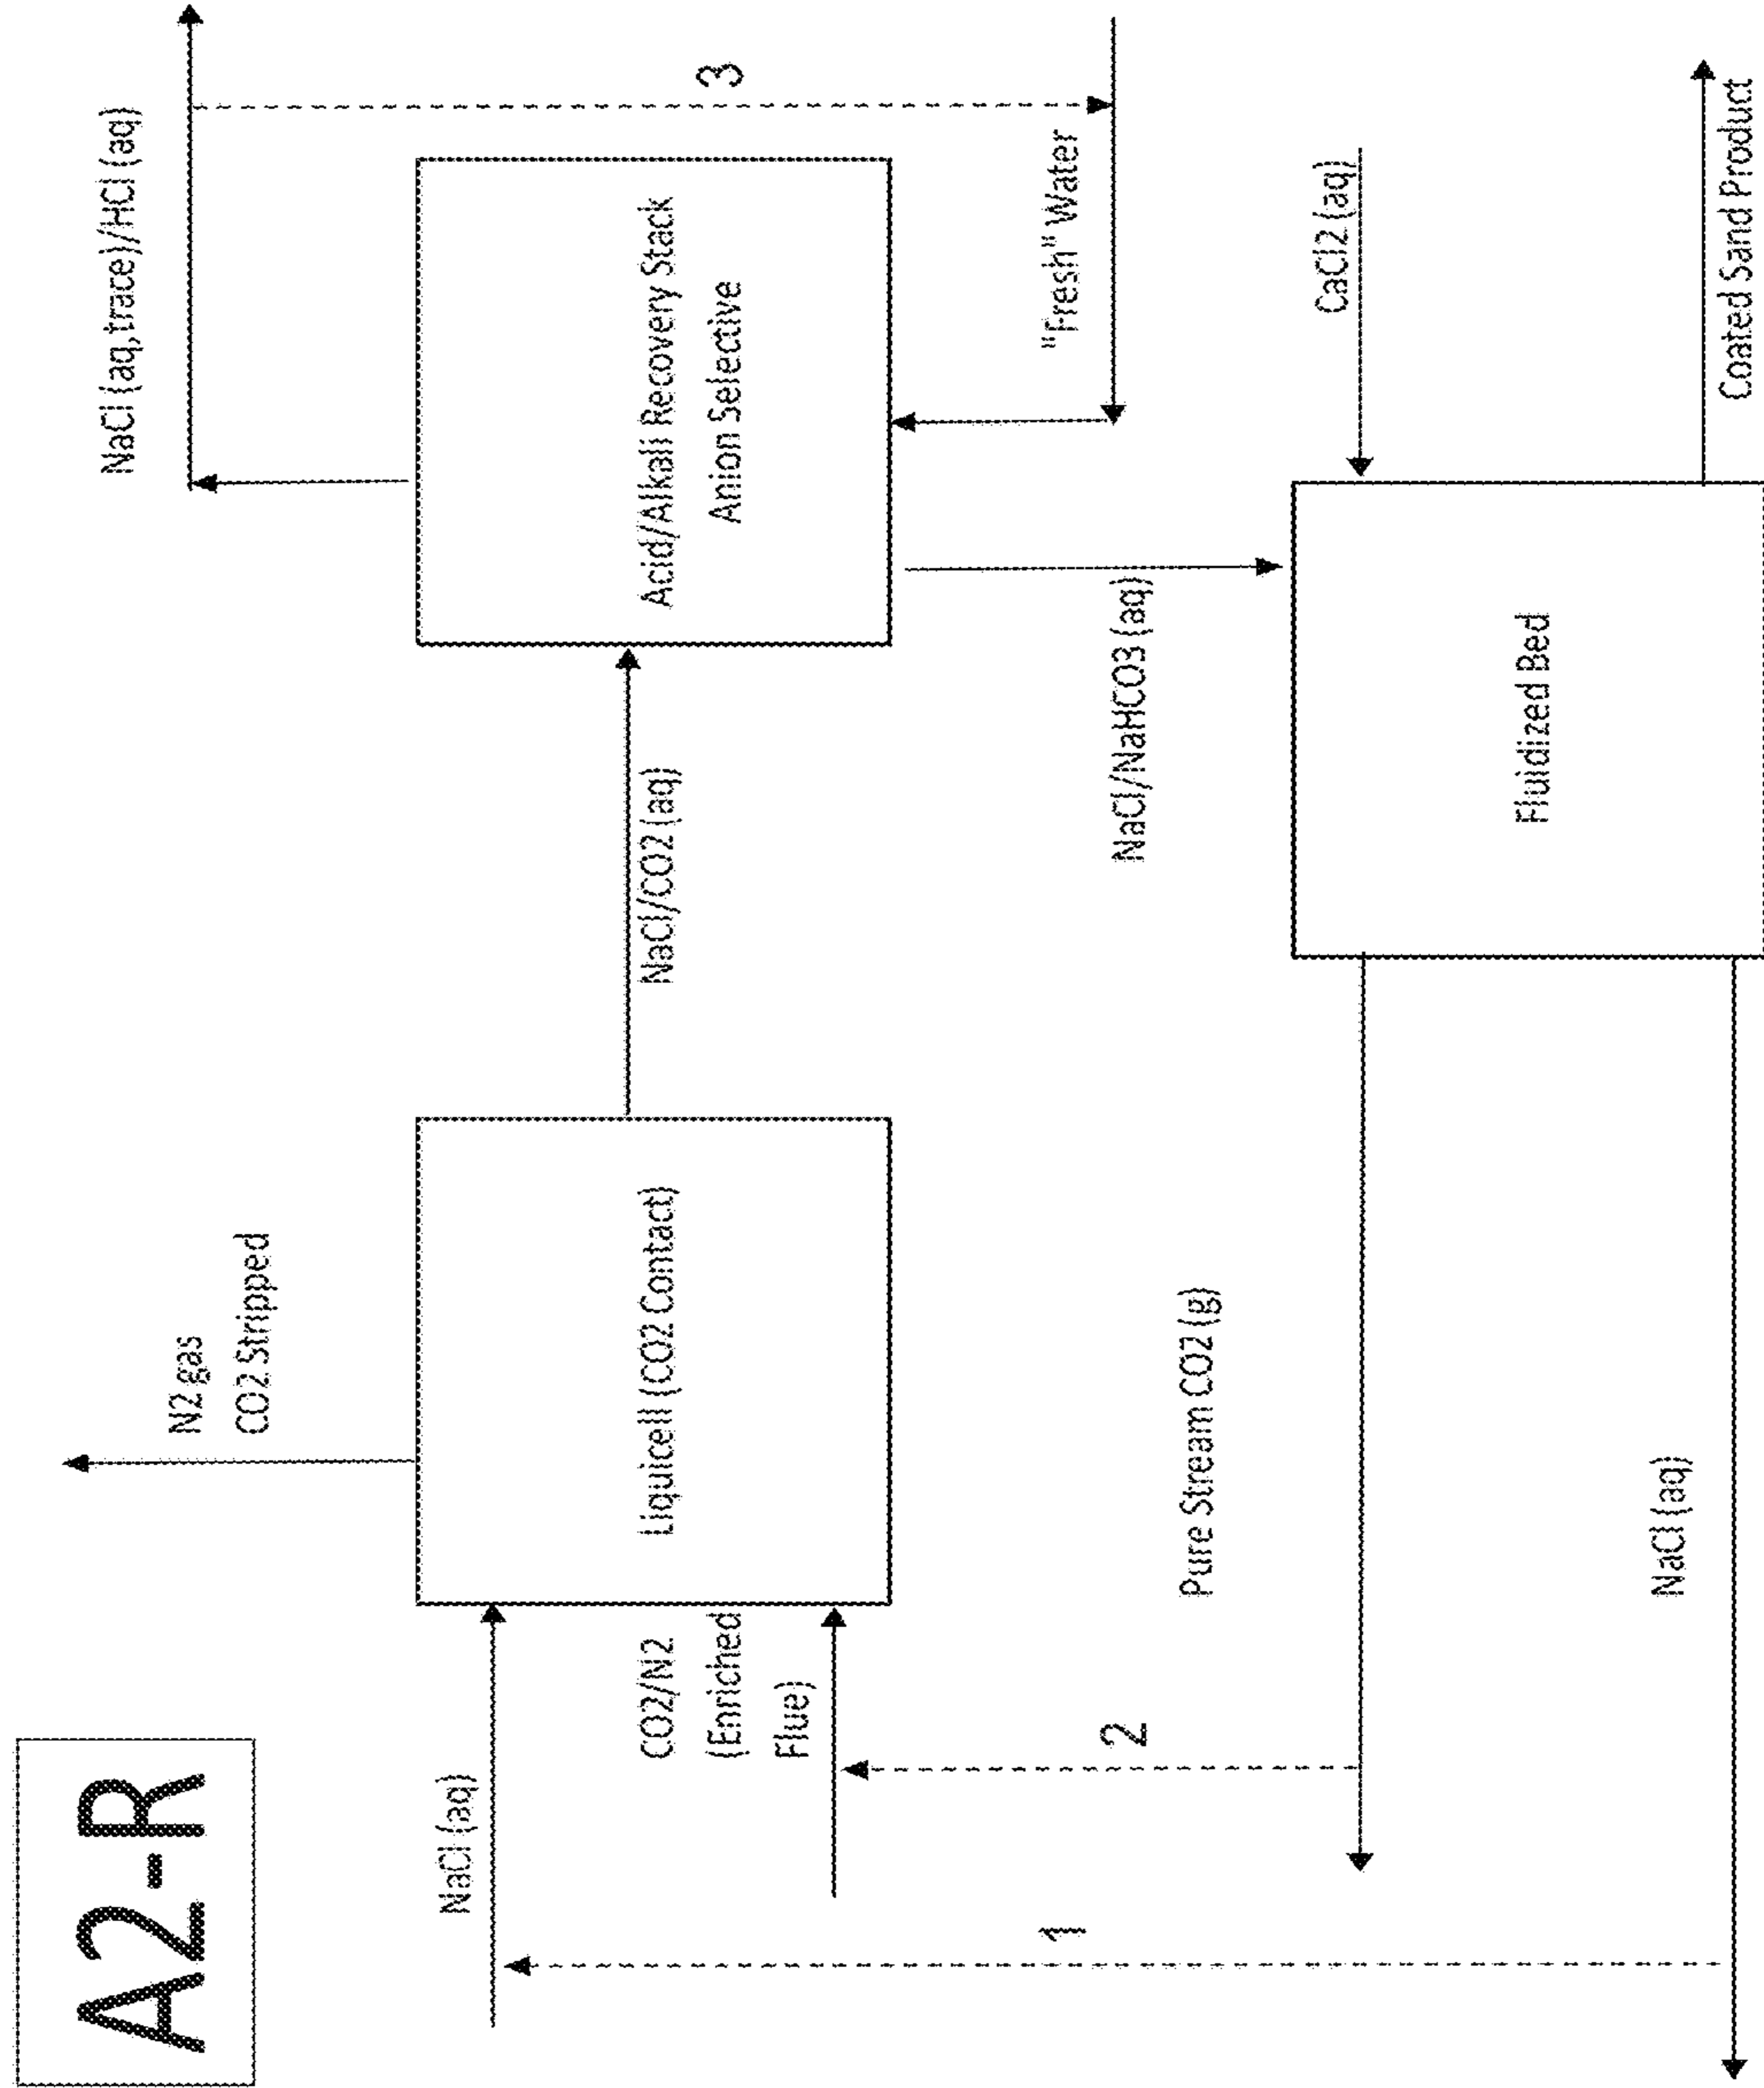 A2-R
N2 gas
CO2 Stripped
NaCl (aq,trace)/HCl (aq)
NaCl (aq)
CO2/N2
(Enriched
Flue)
Liquicell (CO2 Contact)
NaCl/CO2 (aq)
Acid/Alkali Recovery Stack
Anion Selective
3
1
2
Pure Stream CO2 (g)
NaCl/NaHCO3 (aq)
"Fresh" Water
CaCl2 (aq)
Fluidized Bed
NaCl (aq)
Coated Sand Product